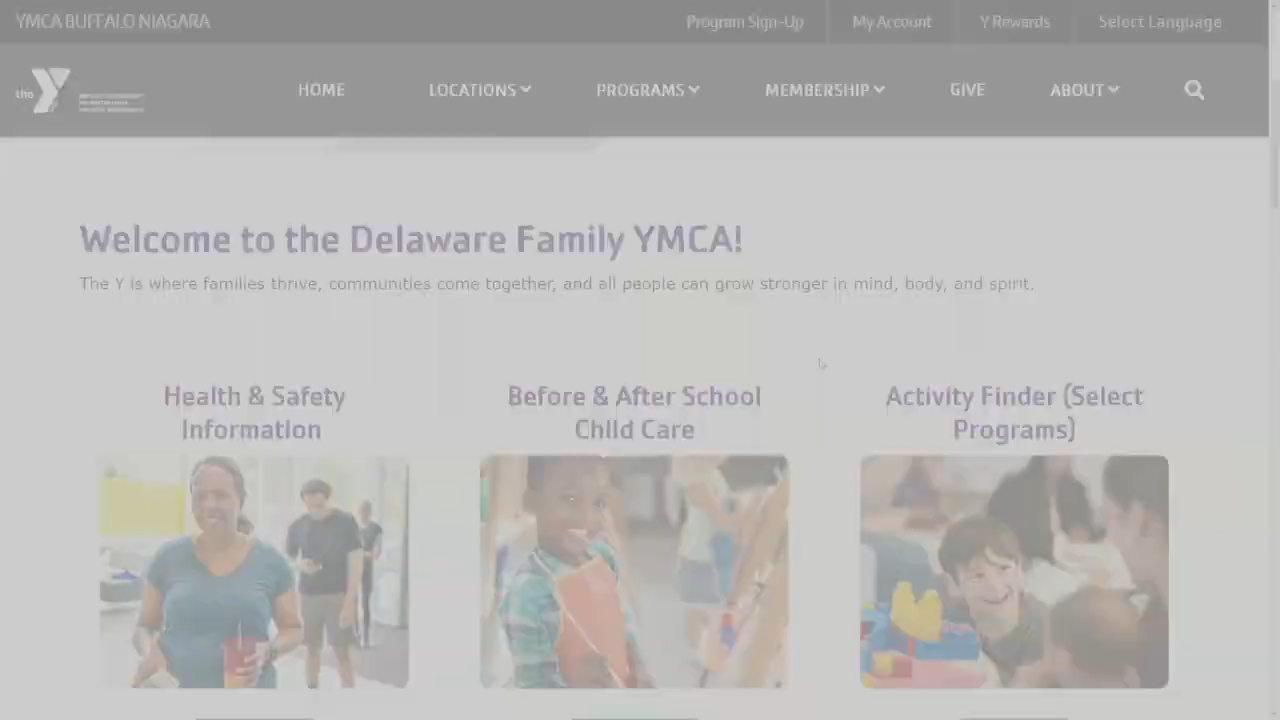 YMCA BUFFALO NIAGARA
Program Sign-Up
My Account
Y Rewards
Select Language
the Y
HOME
LOCATIONS
PROGRAMS
MEMBERSHIP
GIVE
ABOUT
Welcome to the Delaware Family YMCA!
The Y is where families thrive, communities come together, and all people can grow stronger in mind, body, and spirit.
Health & Safety
Information
Before & After School
Child Care
Activity Finder (Select
Programs)